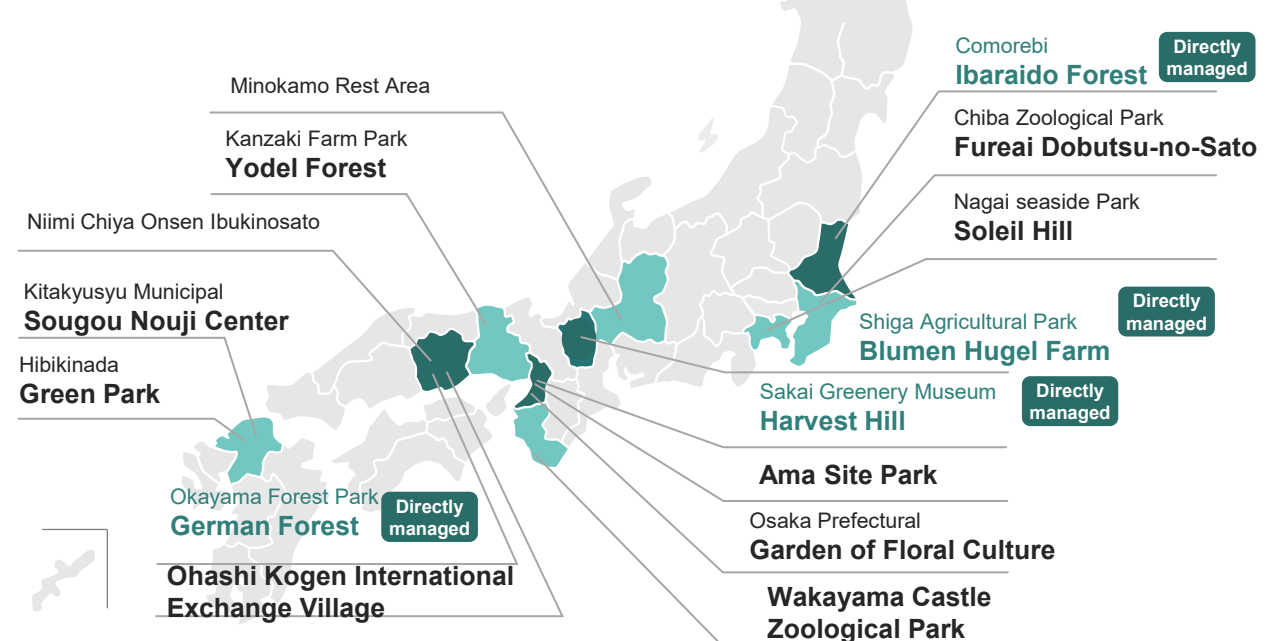 Minokamo Rest Area
Kanzaki Farm Park
Yodel Forest
Niimi Chiya Onsen Ibukinosato
Kitakyusyu Municipal
Sougou Nouji Center
Hibikinada
Green Park
Okayama Forest Park
German Forest
Directly
managed
Ohashi Kogen International
Exchange Village
Comorebi
Ibaraido Forest
Directly
managed
Chiba Zoological Park
Fureai Dobutsu-no-Sato
Nagai seaside Park
Soleil Hill
Shiga Agricultural Park
Blumen Hugel Farm
Directly
managed
Sakai Greenery Museum
Harvest Hill
Directly
managed
Ama Site Park
Osaka Prefectural
Garden of Floral Culture
Wakayama Castle
Zoological Park